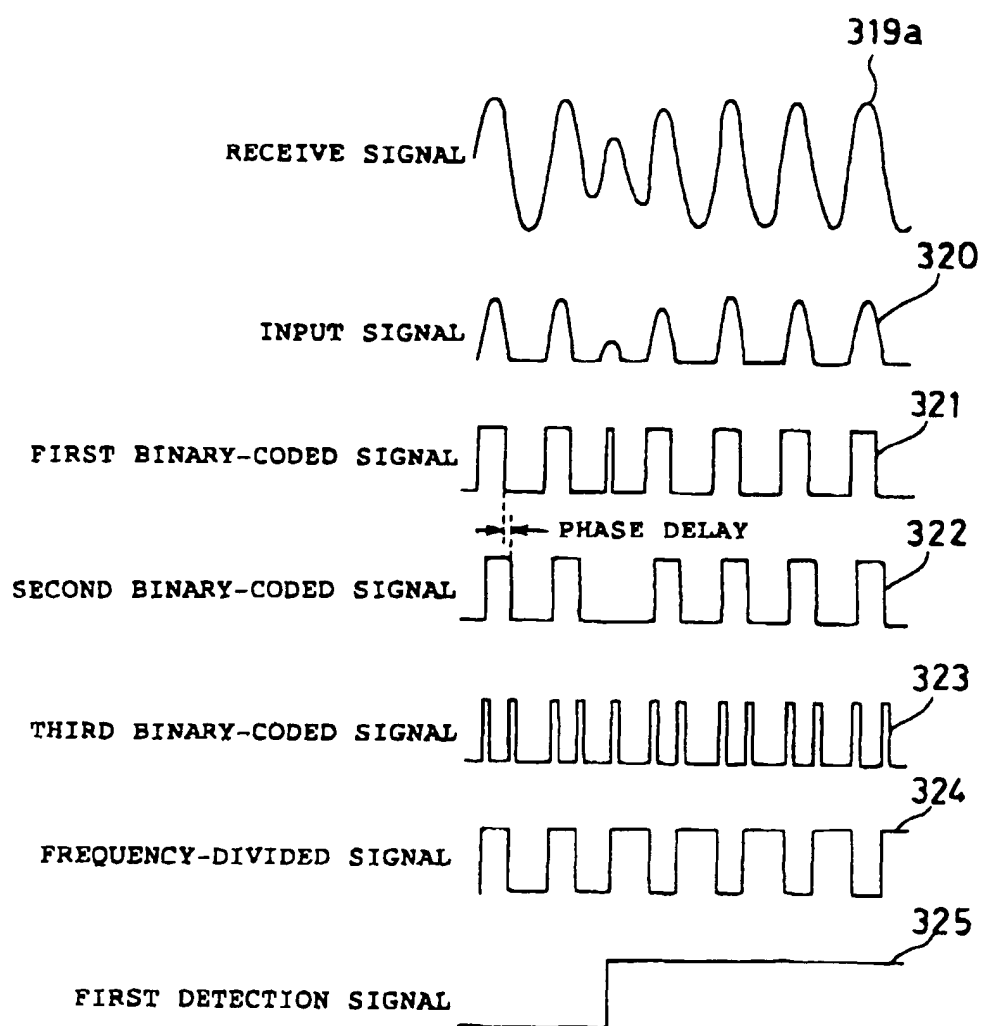 319a
RECEIVE SIGNAL
320
INPUT SIGNAL
321
FIRST BINARY-CODED SIGNAL
PHASE DELAY
322
SECOND BINARY-CODED SIGNAL
323
THIRD BINARY-CODED SIGNAL
324
FREQUENCY-DIVIDED SIGNAL
325
FIRST DETECTION SIGNAL